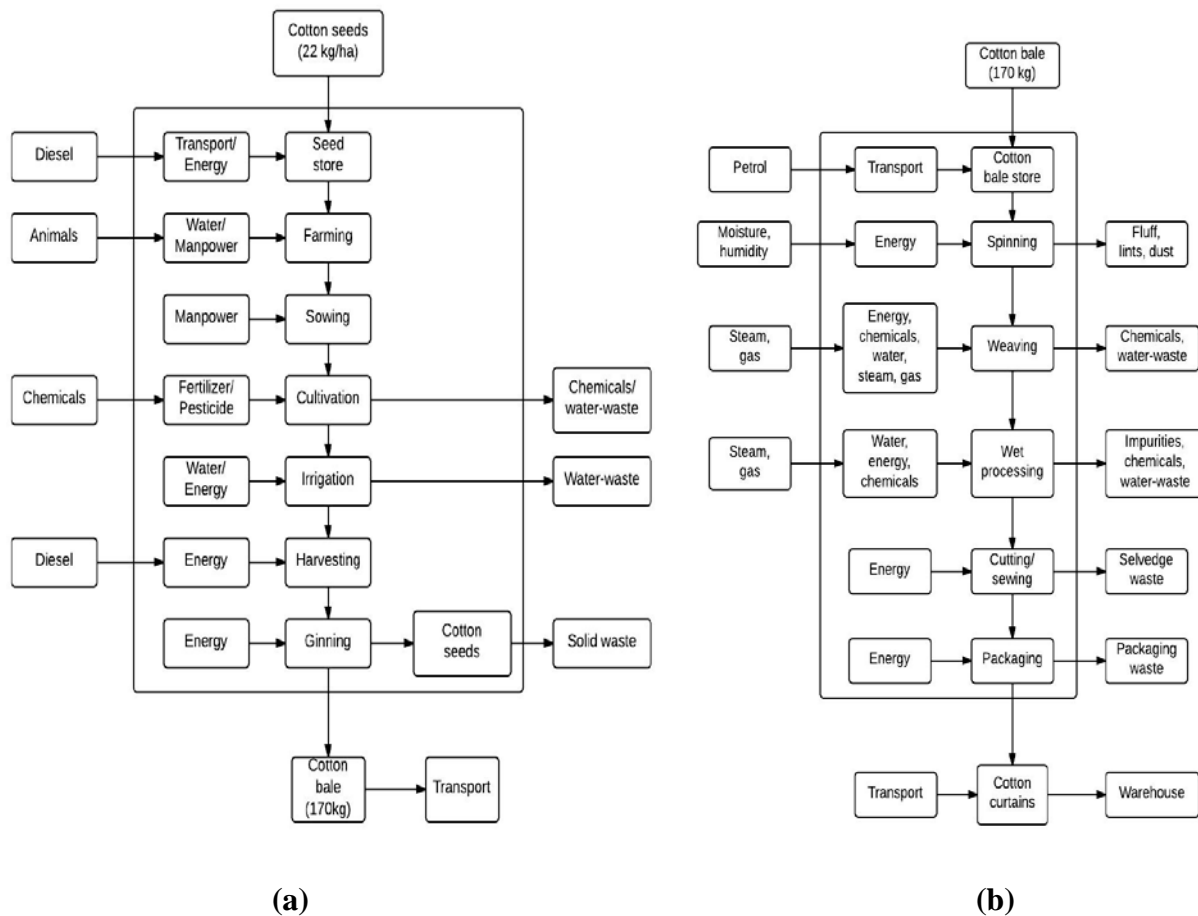 Cotton seeds
(22 kg/ha)
Diesel
Transport/
Energy
Seed
store
Animals
Water/
Manpower
Farming
Manpower
Sowing
Chemicals
Fertilizer/
Pesticide
Cultivation
Chemicals/
water-waste
Water/
Energy
Irrigation
Water-waste
Diesel
Energy
Harvesting
Energy
Ginning
Cotton
seeds
Solid waste
Cotton
bale
(170kg)
Transport
(a)
Cotton bale
(170 kg)
Petrol
Transport
Cotton
bale store
Moisture,
humidity
Energy
Spinning
Fluff,
lints, dust
Steam,
gas
Energy,
chemicals,
water,
steam, gas
Weaving
Chemicals,
water-waste
Steam,
gas
Water,
energy,
chemicals
Wet
processing
Impurities,
chemicals,
water-waste
Energy
Cutting/
sewing
Selvedge
waste
Energy
Packaging
Packaging
waste
Transport
Cotton
curtains
Warehouse
(b)